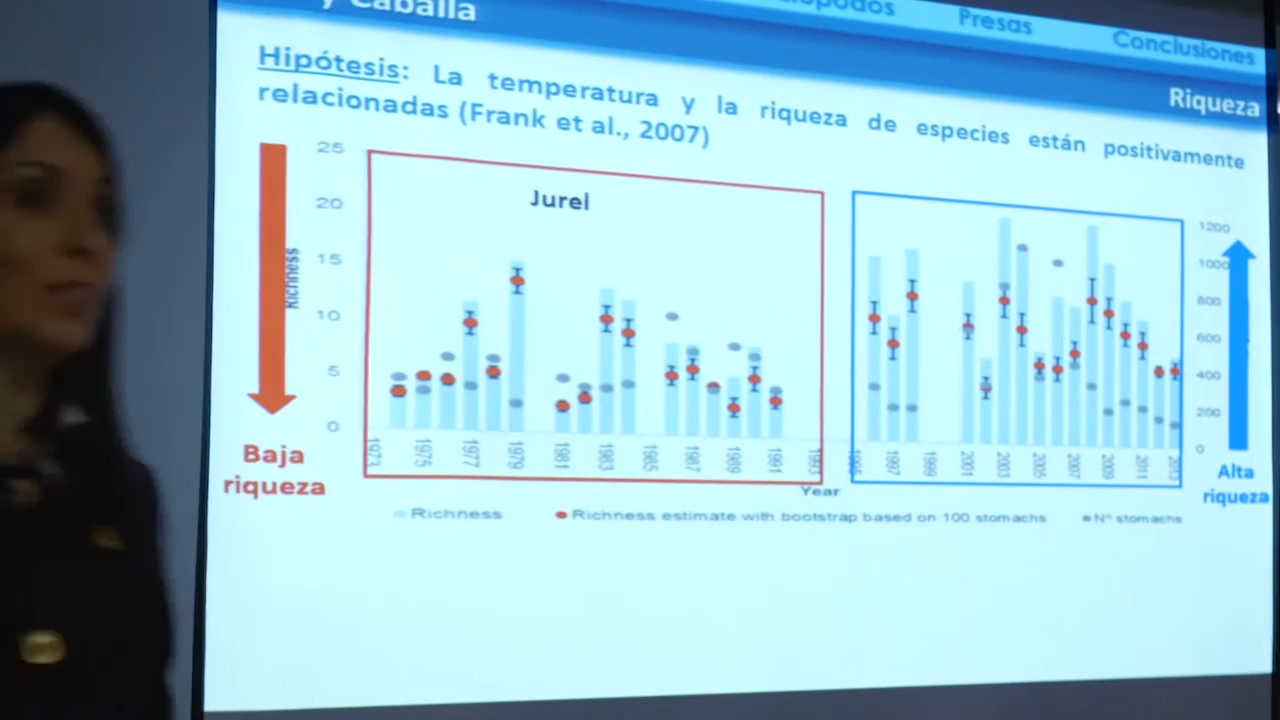 y Caballa
Presas
Conclusiones
Riqueza
Hipótesis: La temperatura y la riqueza de especies están positivamente
relacionadas (Frank et al., 2007)
25
20
15
10
5
0
Richness
Jurel
1973
1975
1977
1979
1981
1983
1985
1987
1989
1991
1993
1997
1999
2001
2003
2005
2007
2009
2011
2013
1200
1000
800
600
400
200
0
Baja
riqueza
Alta
riqueza
Year
Richness
Richness estimate with bootstrap based on 100 stomachs
Nº stomachs